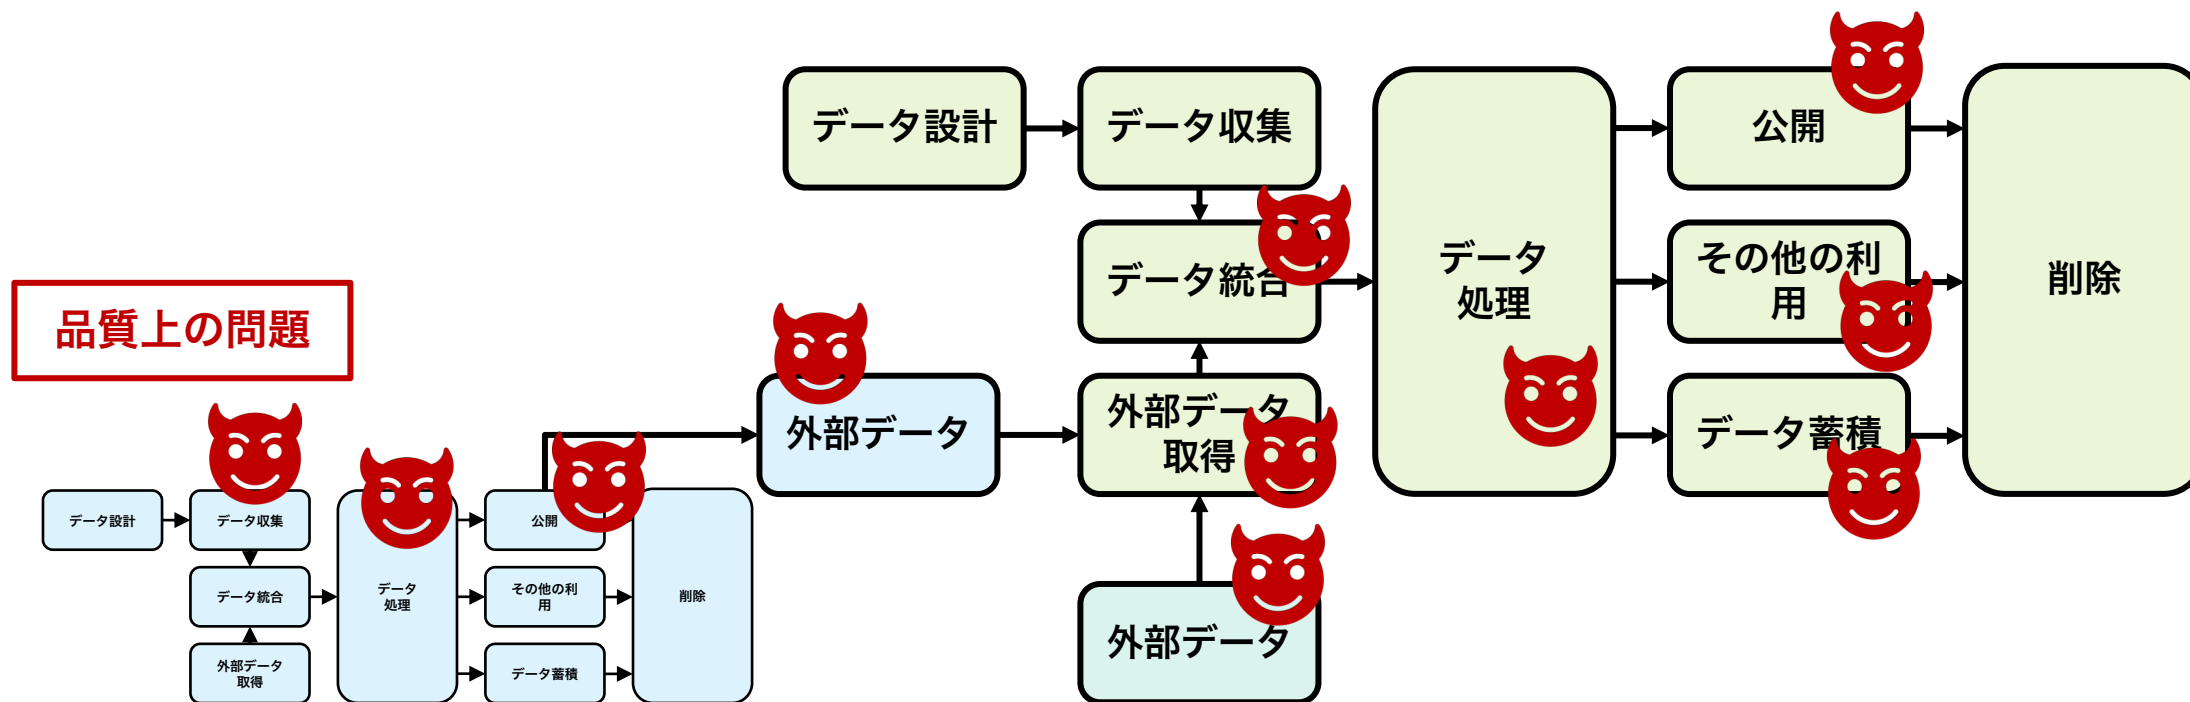 データ設計
データ収集
データ統合
外部データ
取得
外部データ
外部データ
データ
処理
公開
その他の利
用
データ蓄積
削除
品質上の問題
データ設計
データ収集
データ統合
外部データ
取得
データ
処理
公開
その他の利
用
データ蓄積
削除